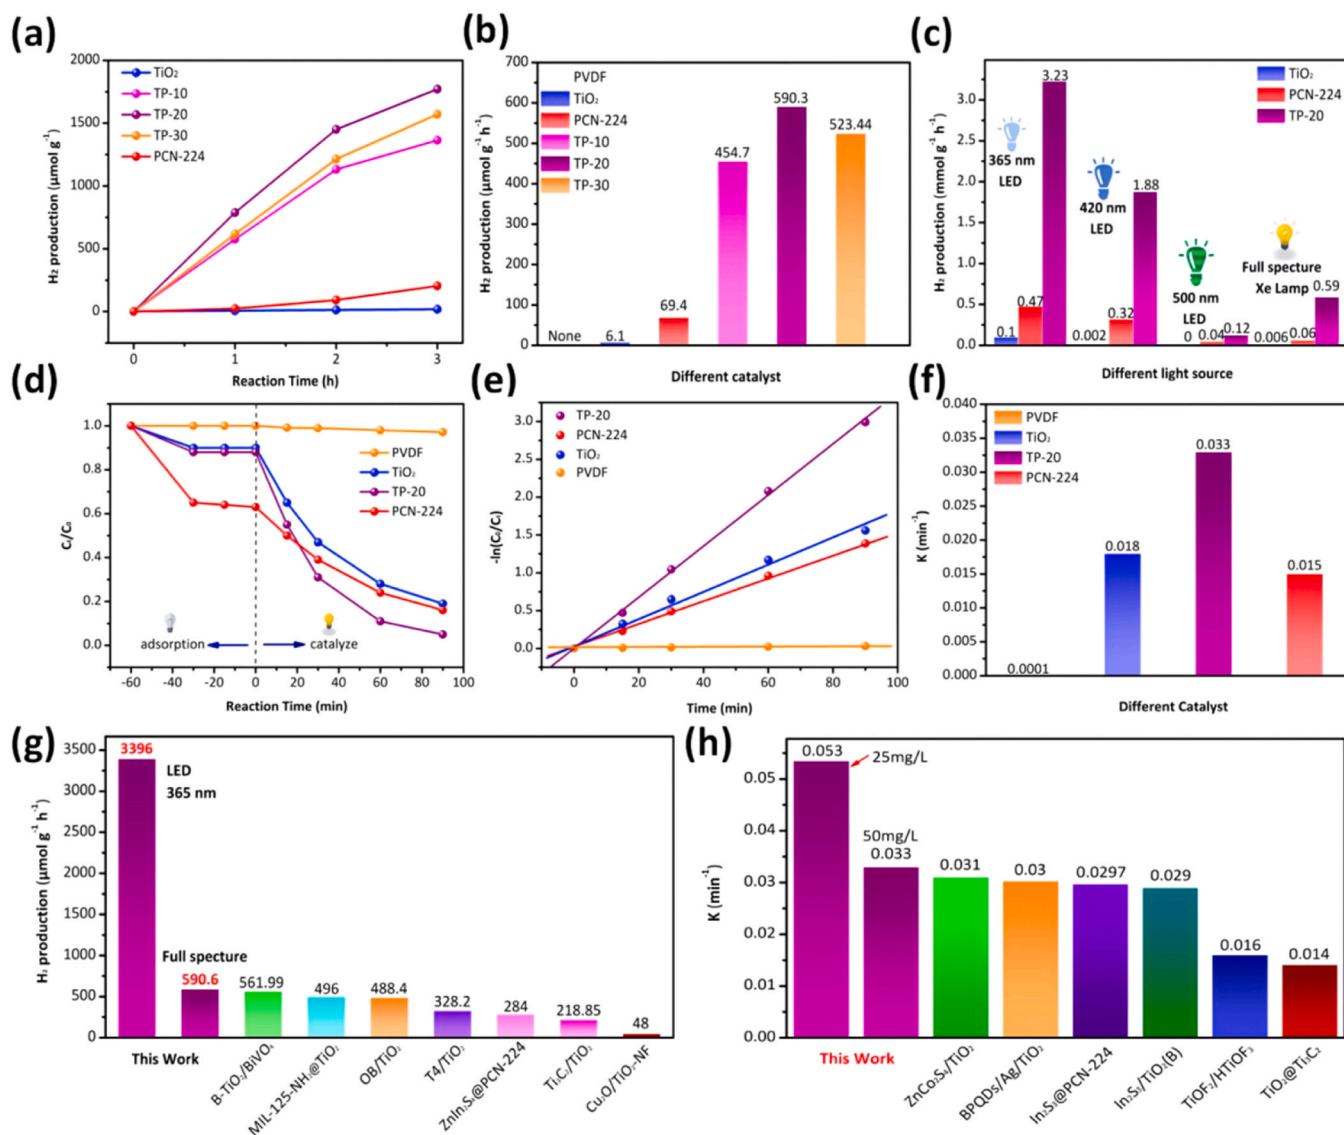 (a)
H₂ production (μmol g⁻¹ h⁻¹)
2000
1500
1000
500
0
TiO₂
TP-10
TP-20
TP-30
PCN-224
0 1 2 3
Reaction Time (h)
(b)
H₂ production (μmol g⁻¹ h⁻¹)
700
600
500
400
300
200
100
0
PVDF
TiO₂
PCN-224
TP-10
TP-20
TP-30
None
6.1
69.4
454.7
590.3
523.44
Different catalyst
(c)
H₂ production (mmol g⁻¹ h⁻¹)
3.0
2.5
2.0
1.5
1.0
0.5
0.0
TiO₂
PCN-224
TP-20
365 nm
LED
420 nm
LED
500 nm
LED
Full specture
Xe Lamp
0.1
0.47
3.23
0.002
0.32
1.88
0
0.04
0.12
0.006
0.06
0.59
Different light source
(d)
Cₜ/C₀
1.0
0.8
0.6
0.4
0.2
0.0
PVDF
TiO₂
TP-20
PCN-224
adsorption
catalyze
-60 -40 -20 0 20 40 60 80 100
Reaction Time (min)
(e)
3.0
2.5
2.0
1.5
1.0
0.5
0.0
TP-20
PCN-224
TiO₂
PVDF
0 20 40 60 80 100
Time (min)
(f)
K (min⁻¹)
0.040
0.035
0.030
0.025
0.020
0.015
0.010
0.005
0.000
PVDF
TiO₂
TP-20
PCN-224
0.0001
0.018
0.033
0.015
Different Catalyst
(g)
production (μmol g⁻¹ h⁻¹)
3500
3000
2500
2000
1500
1000
500
0
3396
LED
365 nm
Full specture
590.6
561.99
496
488.4
328.2
284
218.85
48
This Work
B-TiO₂/BiVO₄
MIL-125-NH₂@TiO₂
OB/TiO₂
T4/TiO₂
ZnIn₂S₄@PCN-224
Ti₃C₂/TiO₂
Cu₂O/TiO₂-NF
(h)
K (min⁻¹)
0.05
0.04
0.03
0.02
0.01
0.00
0.053
25mg/L
50mg/L
0.033
0.031
0.03
0.0297
0.029
0.016
0.014
This Work
ZnCo₂S₄/TiO₂
BPQDs/Ag/TiO₂
In₂S₃@PCN-224
In₂S₃/TiO₂(B)
TiOF₂/HTiOF₃
TiO₂@Ti₃C₂